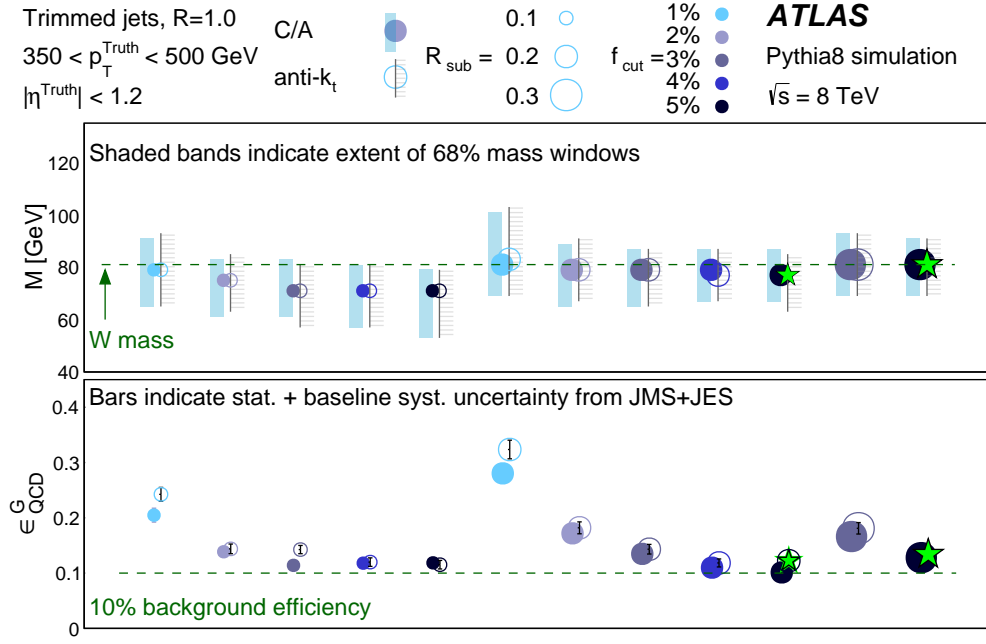 Trimmed jets, R=1.0
350 < p_T^Truth < 500 GeV
|η^Truth| < 1.2
C/A
anti-k_t
R_sub =
0.1
0.2
0.3
f_cut =
1%
2%
3%
4%
5%
ATLAS
Pythia8 simulation
√s = 8 TeV
Shaded bands indicate extent of 68% mass windows
M [GeV]
120
100
80
60
40
W mass
Bars indicate stat. + baseline syst. uncertainty from JMS+JES
∈_QCD^G
0.4
0.3
0.2
0.1
0
10% background efficiency